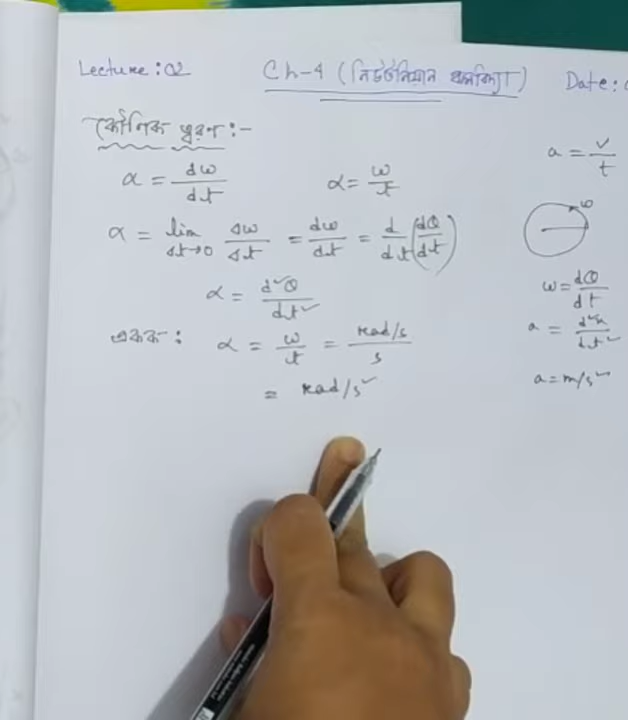 Lecture : 02
Ch-4 (নিউটনিয়ান বলবিদ্যা)
Date :
কৌণিক ত্বরণ :-
α = dω/dt
α = ω/t
α = lim Δt→0 Δω/Δt = dω/dt = d/dt (dθ/dt)
α = d²θ/dt²
একক : α = ω/t = rad/s / s
= rad/s²
a = v/t
ω
ω = dθ/dt
a = d²x/dt²
a = m/s²